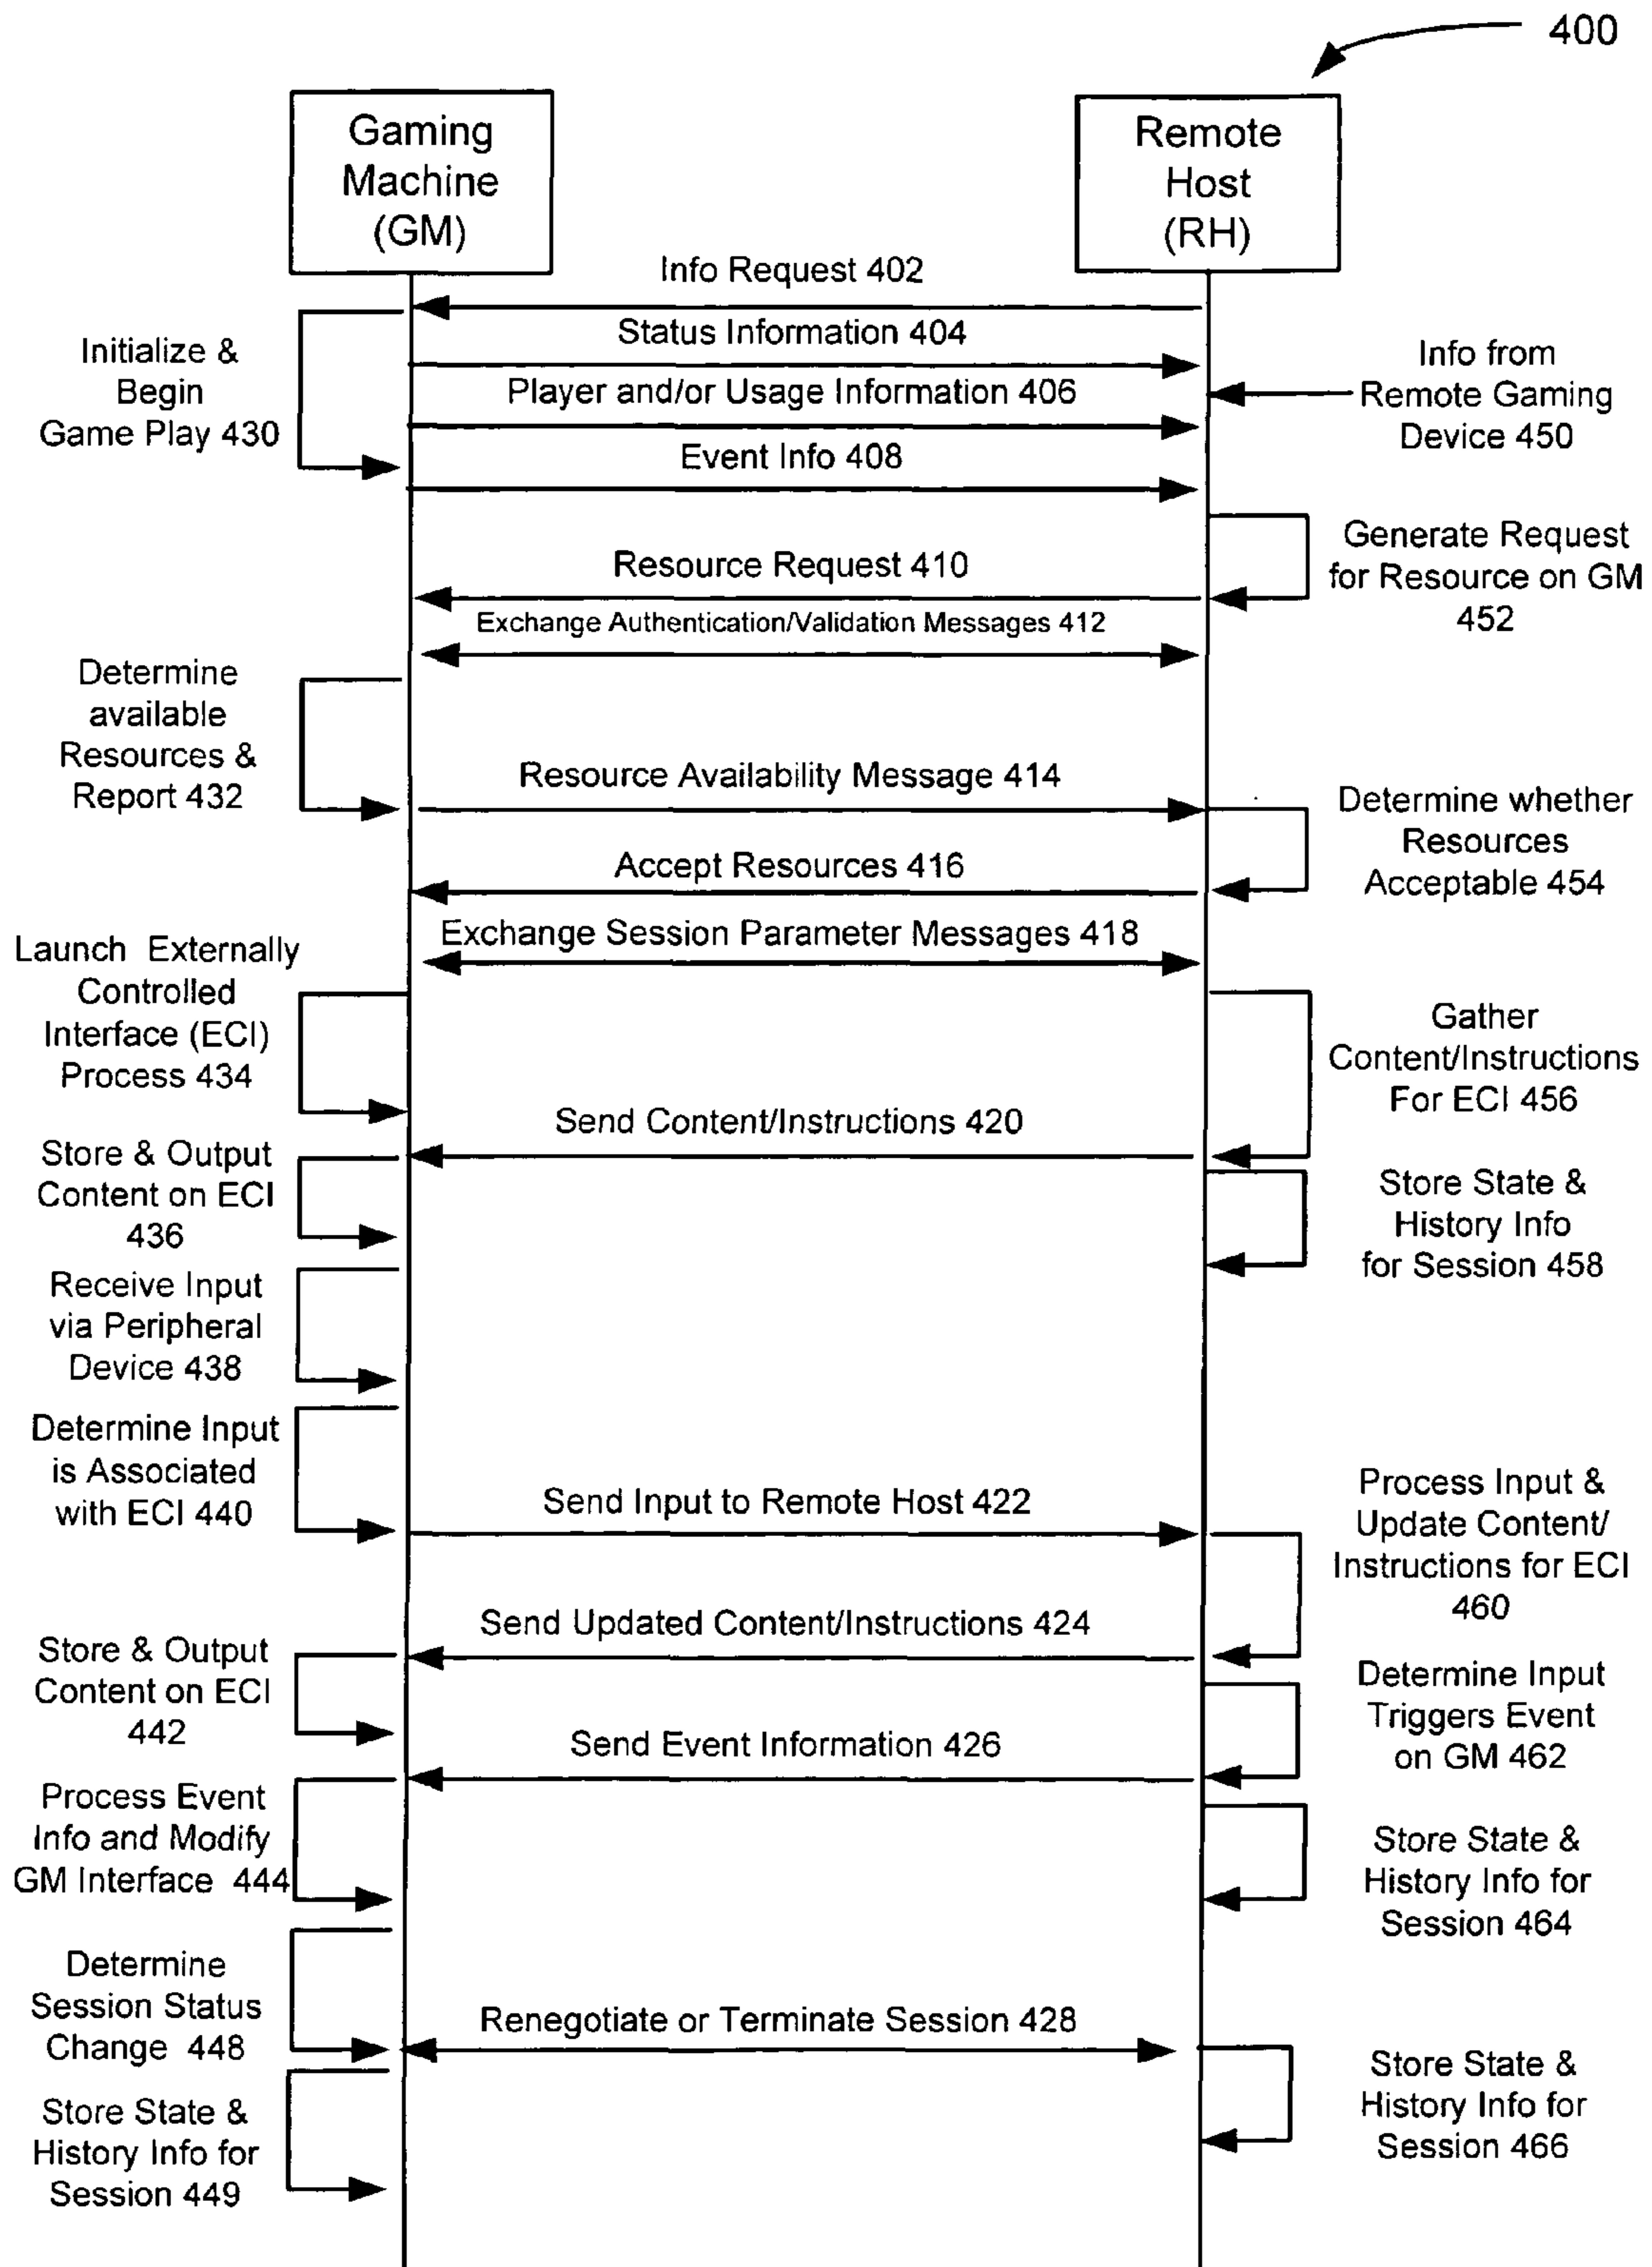 400
Gaming
Machine
(GM)
Remote
Host
(RH)
Info Request 402
Status Information 404
Initialize &
Begin
Game Play 430
Player and/or Usage Information 406
Info from
Remote Gaming
Device 450
Event Info 408
Generate Request
for Resource on GM
452
Resource Request 410
Exchange Authentication/Validation Messages 412
Determine
available
Resources &
Report 432
Resource Availability Message 414
Determine whether
Resources
Acceptable 454
Accept Resources 416
Exchange Session Parameter Messages 418
Launch Externally
Controlled
Interface (ECI)
Process 434
Gather
Content/Instructions
For ECI 456
Send Content/Instructions 420
Store & Output
Content on ECI
436
Store State &
History Info
for Session 458
Receive Input
via Peripheral
Device 438
Determine Input
is Associated
with ECI 440
Send Input to Remote Host 422
Process Input &
Update Content/
Instructions for ECI
460
Send Updated Content/Instructions 424
Store & Output
Content on ECI
442
Determine Input
Triggers Event
on GM 462
Send Event Information 426
Process Event
Info and Modify
GM Interface 444
Store State &
History Info for
Session 464
Determine
Session Status
Change 448
Renegotiate or Terminate Session 428
Store State &
History Info for
Session 466
Store State &
History Info for
Session 449